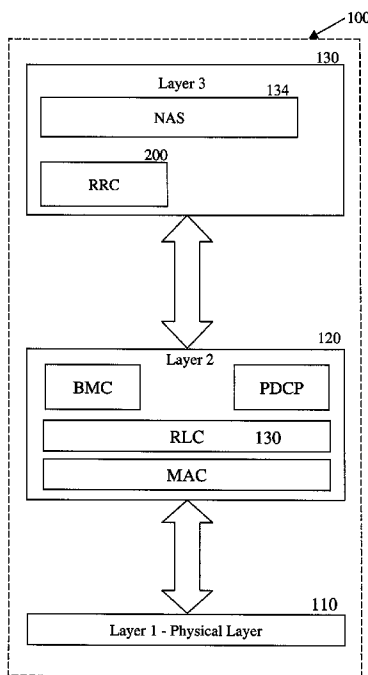 100
130
Layer 3
134
NAS
200
RRC
120
Layer 2
BMC
PDCP
RLC 130
MAC
110
Layer 1 - Physical Layer